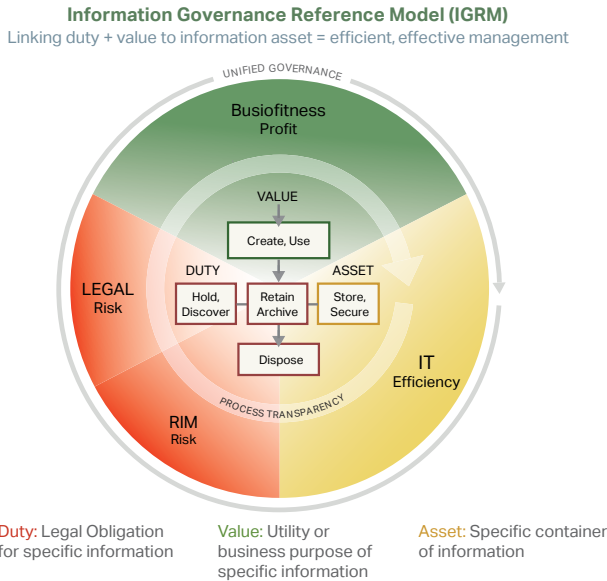 Information Governance Reference Model (IGRM)
Linking duty + value to information asset = efficient, effective management
UNIFIED GOVERNANCE
Busiofitness
Profit
VALUE
Create, Use
DUTY
ASSET
Hold,
Discover
Retain
Archive
Store,
Secure
Dispose
LEGAL
Risk
RIM
Risk
IT
Efficiency
PROCESS TRANSPARENCY
Duty: Legal Obligation
for specific information
Value: Utility or
business purpose of
specific information
Asset: Specific container
of information